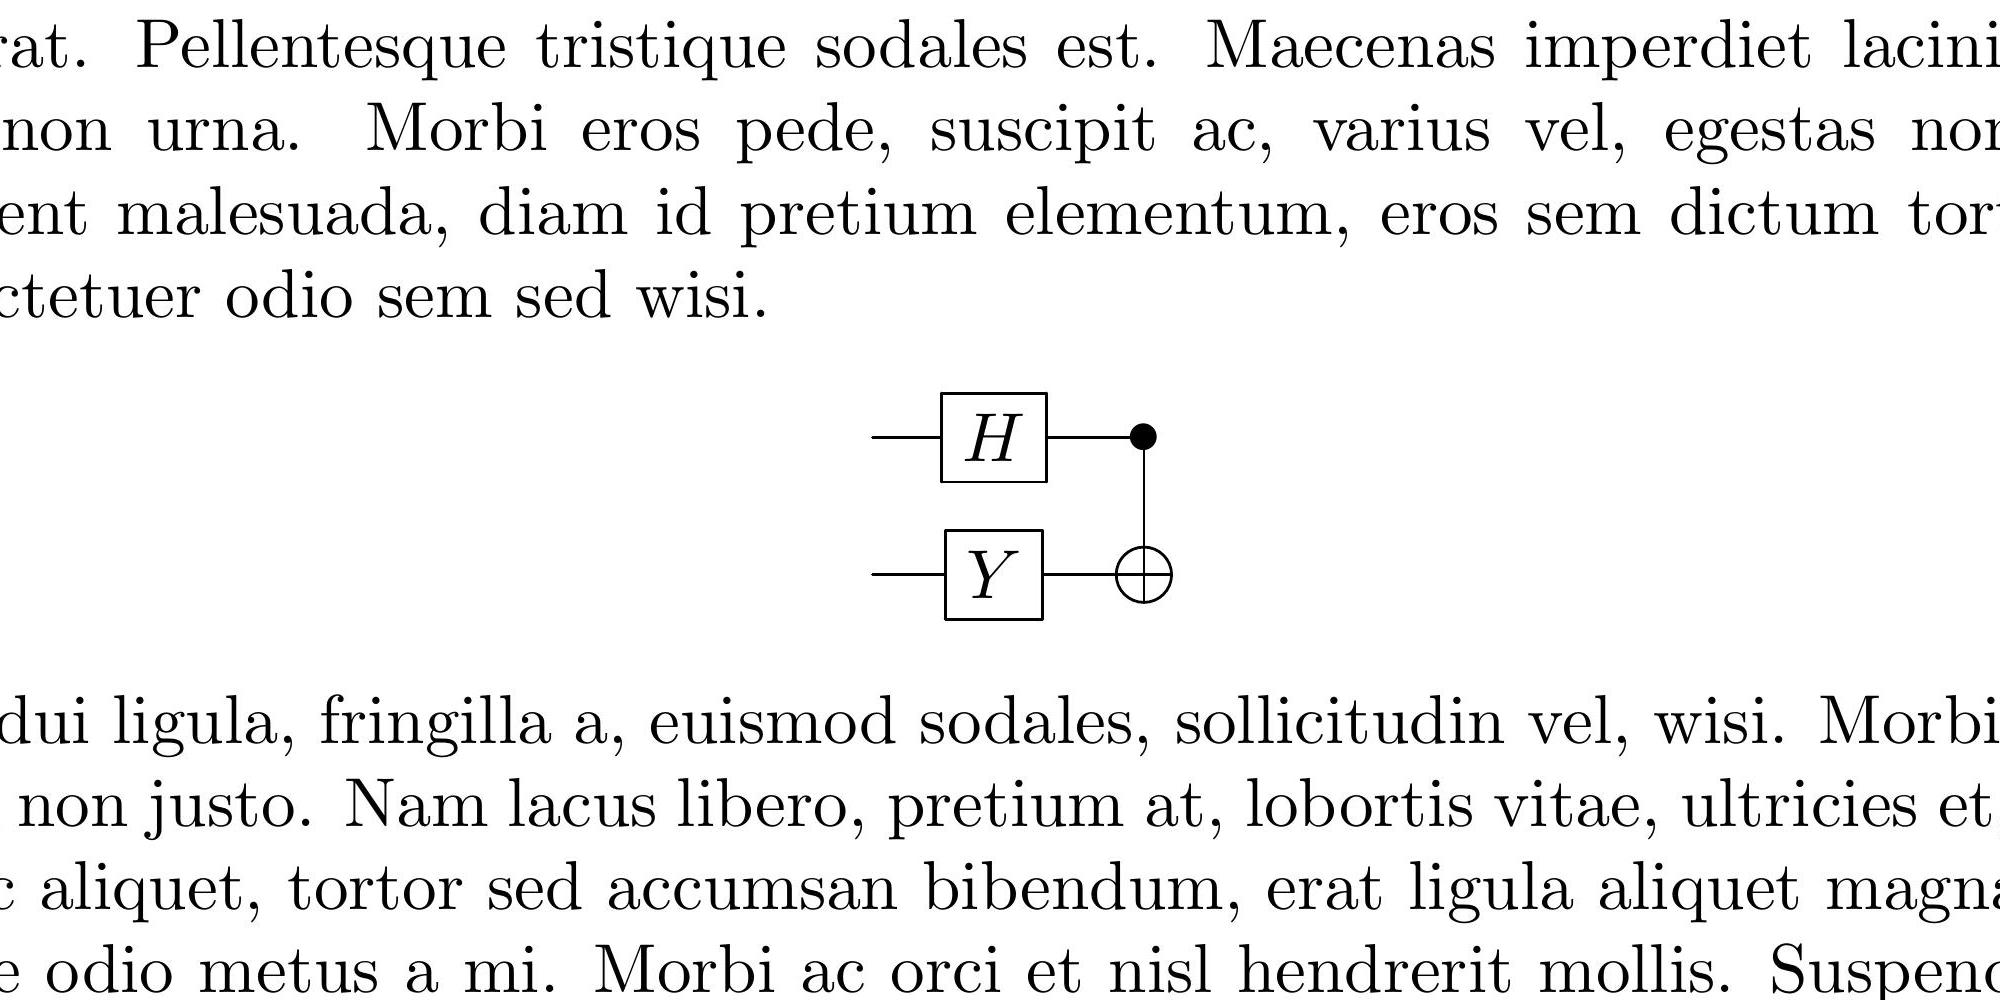 rat. Pellentesque tristique sodales est. Maecenas imperdiet lacini
non urna. Morbi eros pede, suscipit ac, varius vel, egestas non
ent malesuada, diam id pretium elementum, eros sem dictum tort
ctetuer odio sem sed wisi.
H
Y
dui ligula, fringilla a, euismod sodales, sollicitudin vel, wisi. Morbi
non justo. Nam lacus libero, pretium at, lobortis vitae, ultricies et,
c aliquet, tortor sed accumsan bibendum, erat ligula aliquet magna
e odio metus a mi. Morbi ac orci et nisl hendrerit mollis. Suspend